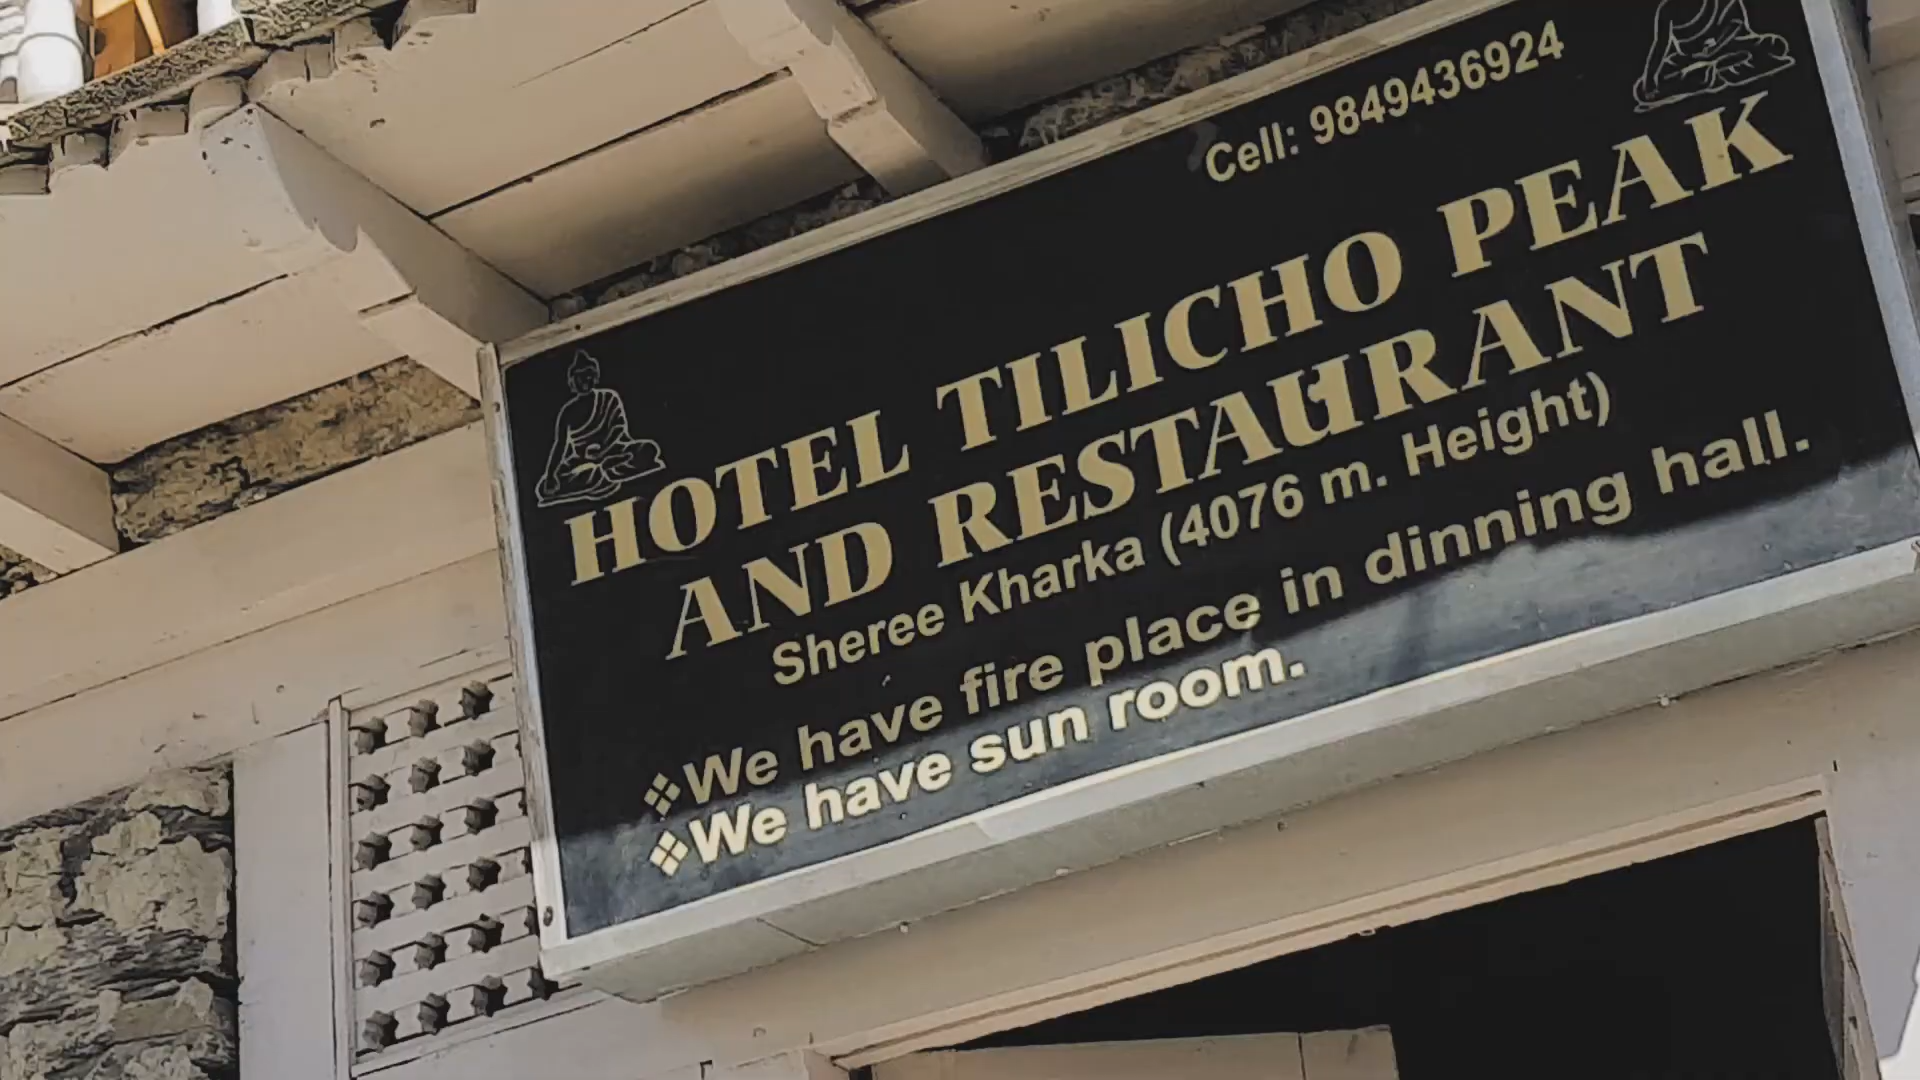 Cell: 9849436924
HOTEL TILICHO PEAK
AND RESTAURANT
Sheree Kharka (4076 m. Height)
❖We have fire place in dinning hall.
❖We have sun room.